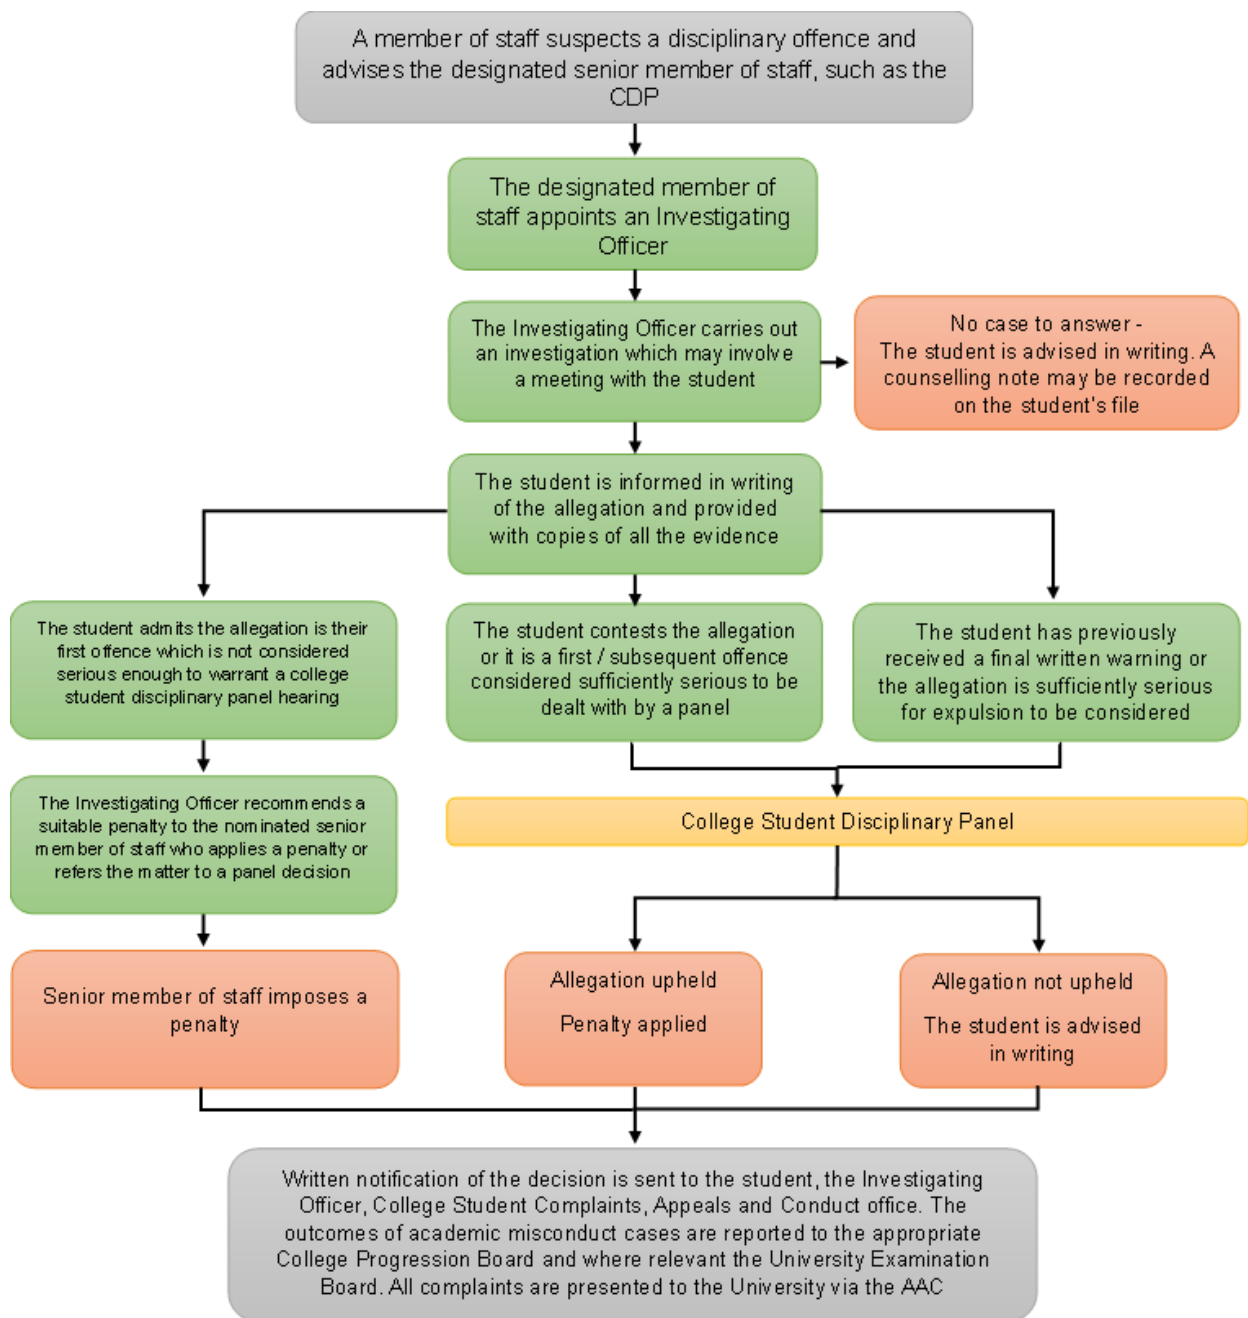 A member of staff suspects a disciplinary offence and
advises the designated senior member of staff, such as the
CDP
The designated member of
staff appoints an Investigating
Officer
The Investigating Officer carries out
an investigation which may involve
a meeting with the student
No case to answer -
The student is advised in writing. A
counselling note may be recorded
on the student's file
The student is informed in writing
of the allegation and provided
with copies of all the evidence
The student admits the allegation is their
first offence which is not considered
serious enough to warrant a college
student disciplinary panel hearing
The student contests the allegation
or it is a first / subsequent offence
considered sufficiently serious to be
dealt with by a panel
The student has previously
received a final written warning or
the allegation is sufficiently serious
for expulsion to be considered
The Investigating Officer recommends a
suitable penalty to the nominated senior
member of staff who applies a penalty or
refers the matter to a panel decision
College Student Disciplinary Panel
Senior member of staff imposes a
penalty
Allegation upheld
Penalty applied
Allegation not upheld
The student is advised
in writing
Written notification of the decision is sent to the student, the Investigating
Officer, College Student Complaints, Appeals and Conduct office. The
outcomes of academic misconduct cases are reported to the appropriate
College Progression Board and where relevant the University Examination
Board. All complaints are presented to the University via the AAC